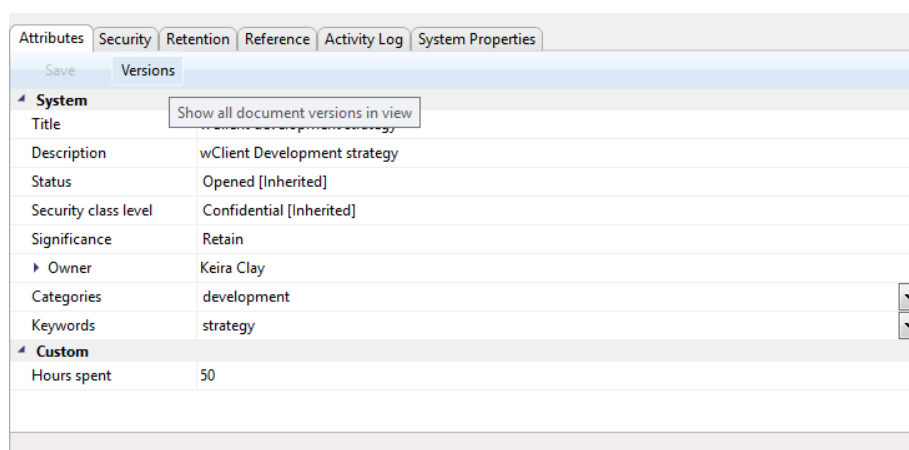 Attributes Security Retention Reference Activity Log System Properties
Save Versions
System
Show all document versions in view
Title
Description wClient Development strategy
Status Opened [Inherited]
Security class level Confidential [Inherited]
Significance Retain
Owner Keira Clay
Categories development
Keywords strategy
Custom
Hours spent 50